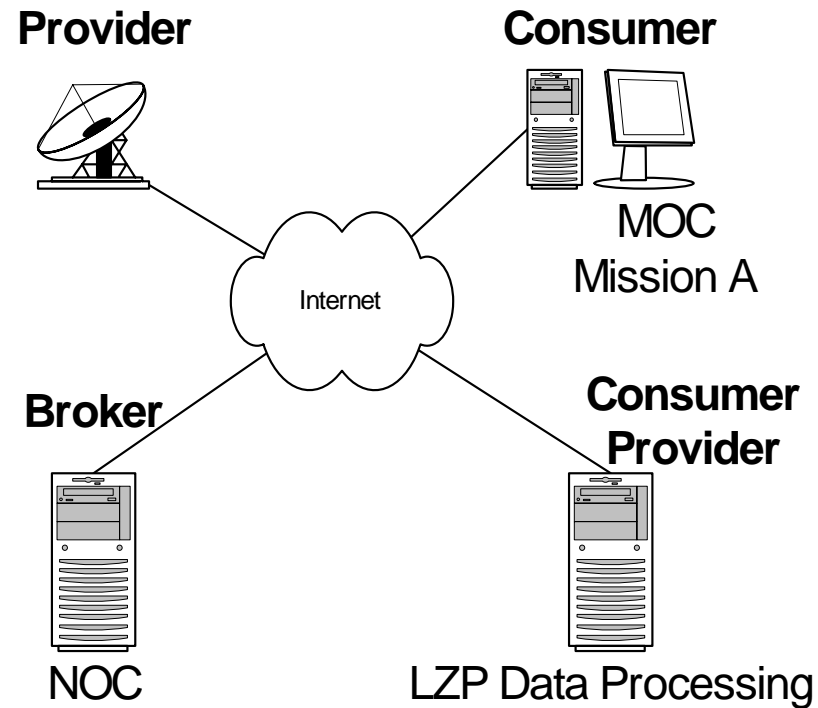 Provider
Consumer
MOC
Mission A
Internet
Broker
Consumer
Provider
NOC
LZP Data Processing